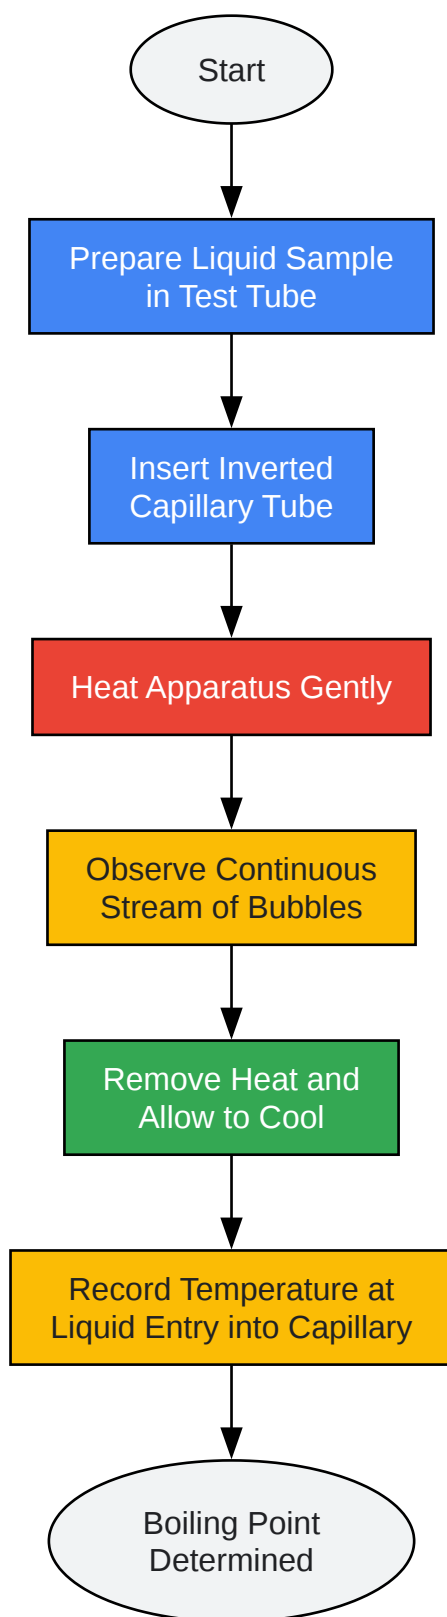 Start
Prepare Liquid Sample
in Test Tube
Insert Inverted
Capillary Tube
Heat Apparatus Gently
Observe Continuous
Stream of Bubbles
Remove Heat and
Allow to Cool
Record Temperature at
Liquid Entry into Capillary
Boiling Point
Determined